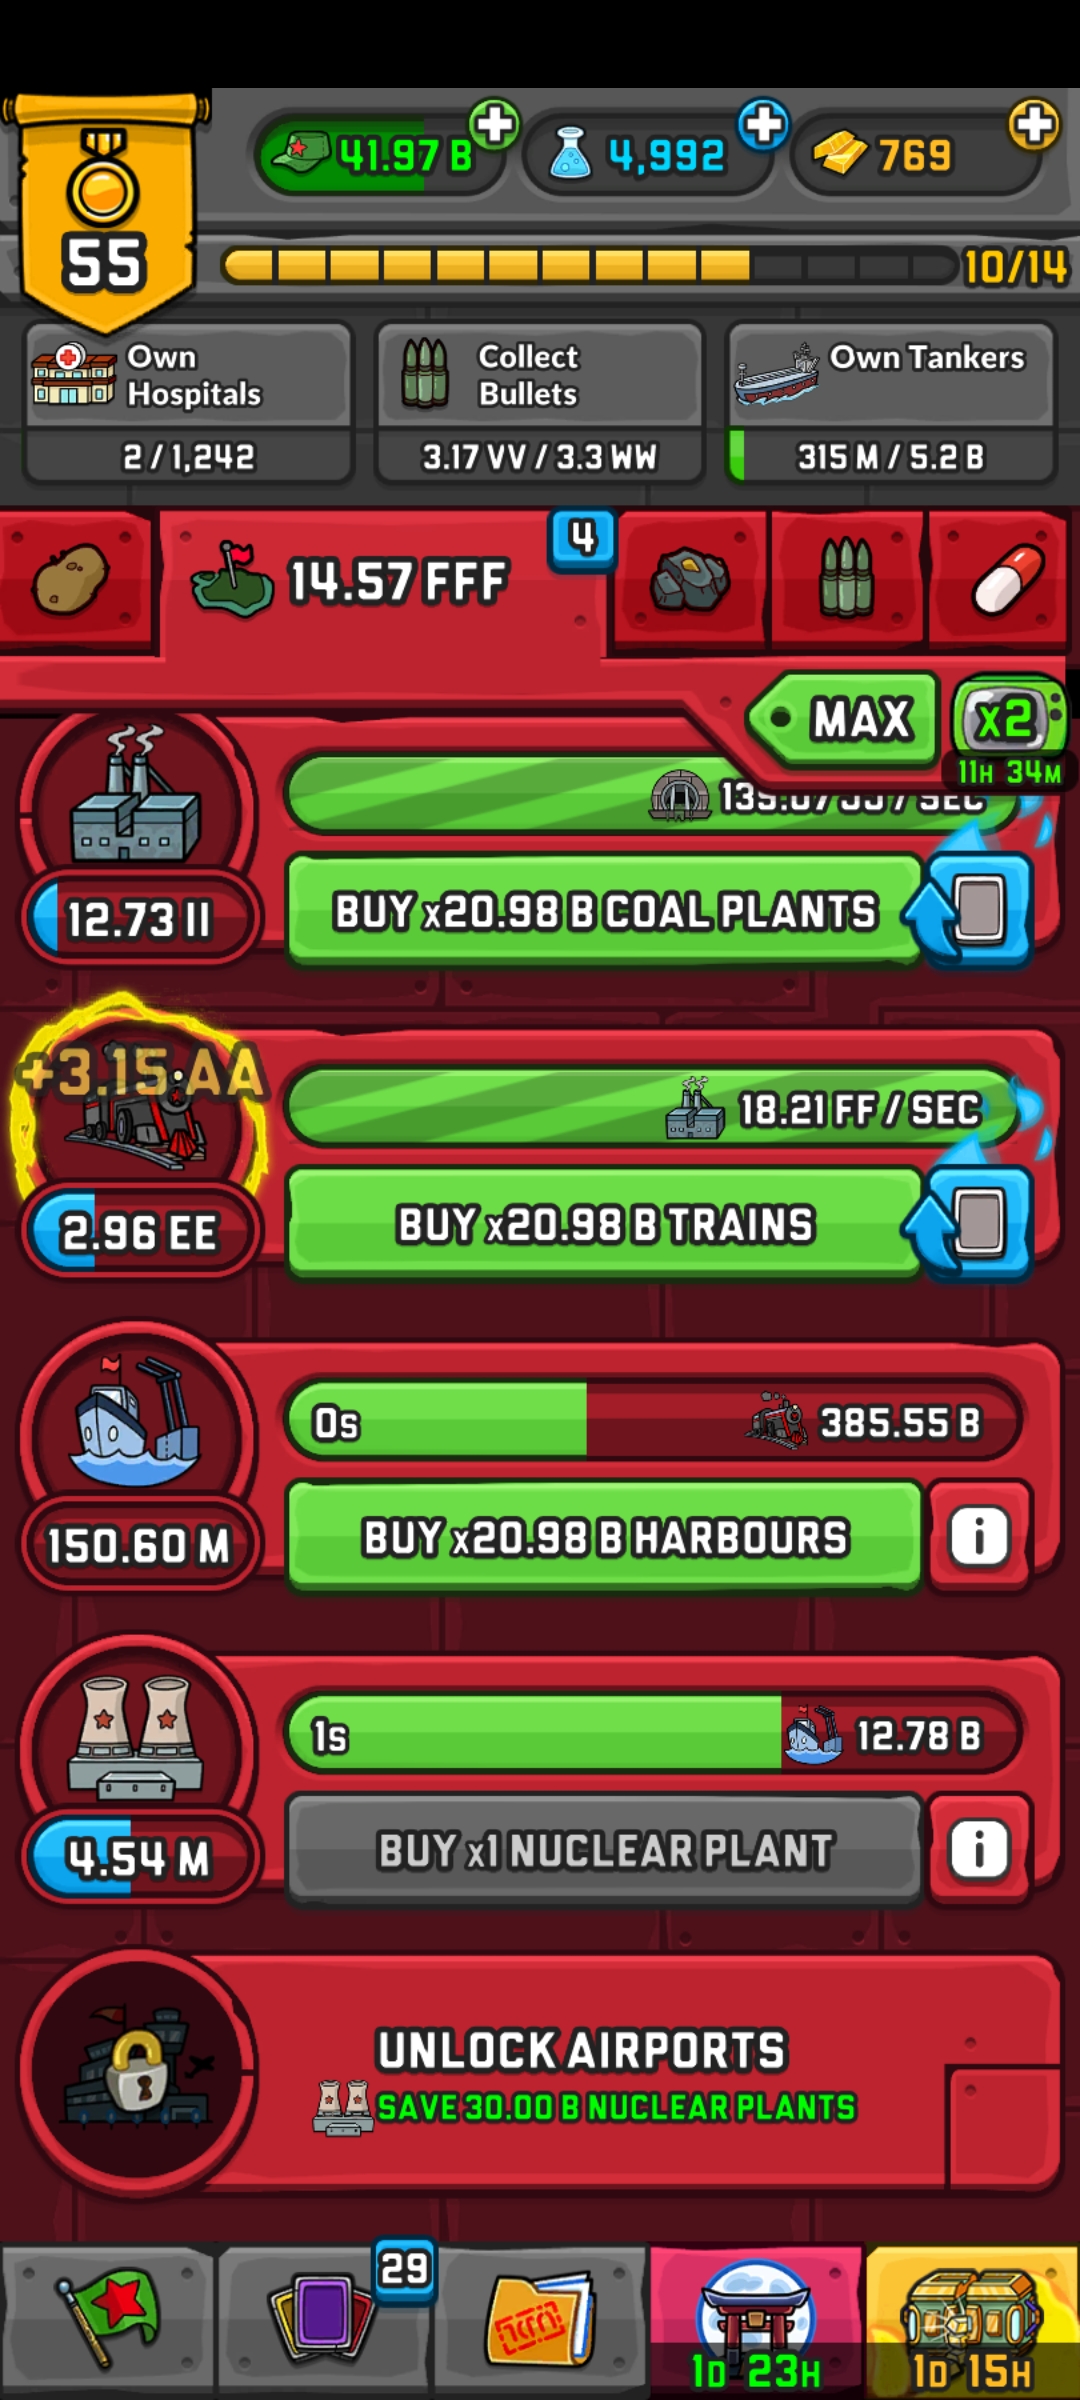 41.97 B
4,992
769
55
10/14
Own
Hospitals
2 / 1,242
Collect
Bullets
3.17 VV / 3.3 WW
Own Tankers
315 M / 5.2 B
14.57 FFF
4
MAX
x2
11H 34M
12.73 II
BUY x20.98 B COAL PLANTS
+3.15 AA
18.21 FF / SEC
2.96 EE
BUY x20.98 B TRAINS
0s
385.55 B
150.60 M
BUY x20.98 B HARBOURS
i
1s
12.78 B
4.54 M
BUY x1 NUCLEAR PLANT
i
UNLOCK AIRPORTS
SAVE 30.00 B NUCLEAR PLANTS
29
1D 23H
1D 15H